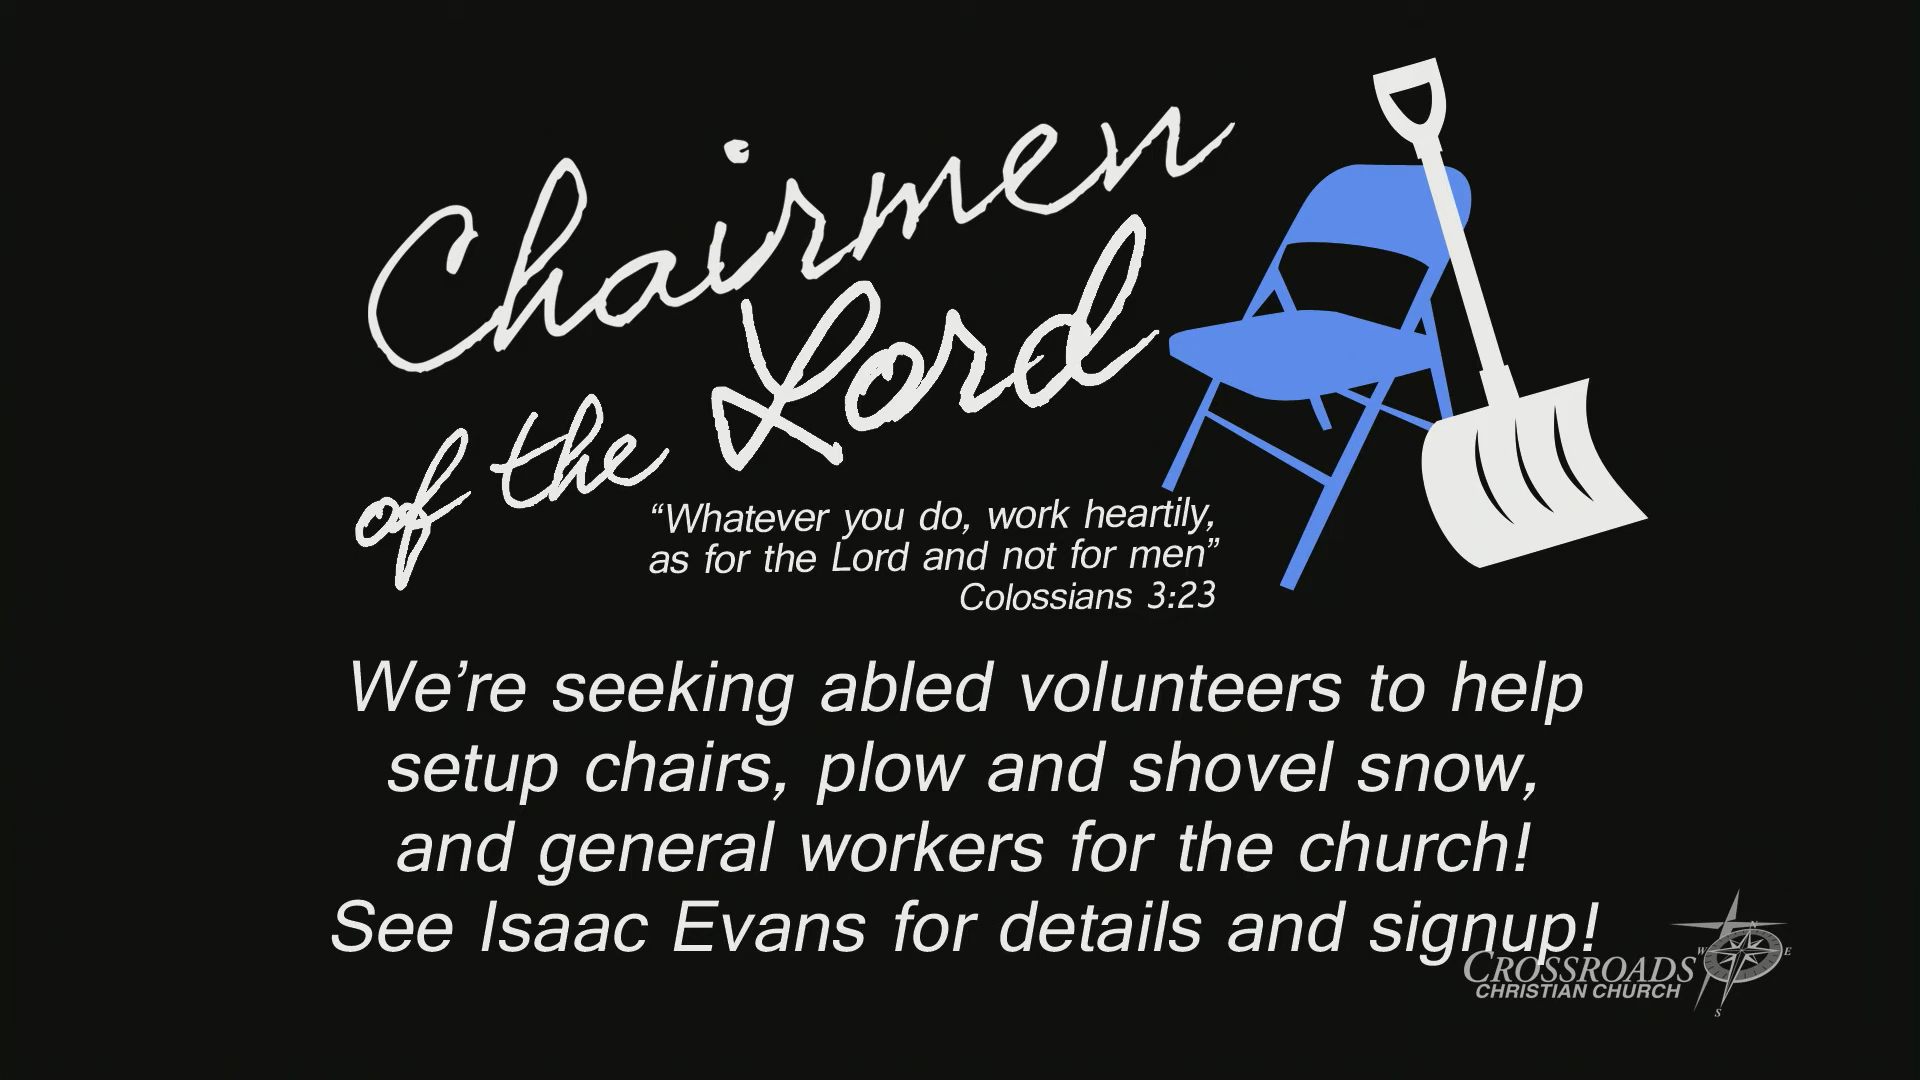 Chairmen
of the Lord
“Whatever you do, work heartily,
as for the Lord and not for men”
Colossians 3:23
We’re seeking abled volunteers to help
setup chairs, plow and shovel snow,
and general workers for the church!
See Isaac Evans for details and signup!
CROSSROADS
CHRISTIAN CHURCH
N
W
E
S